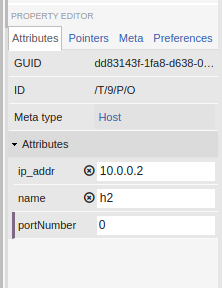 PROPERTY EDITOR
Attributes Pointers Meta Preferences
GUID dd83143f-1fa8-d638-0...
ID /T/9/P/O
Meta type Host
Attributes
ip_addr 10.0.0.2
name h2
portNumber 0